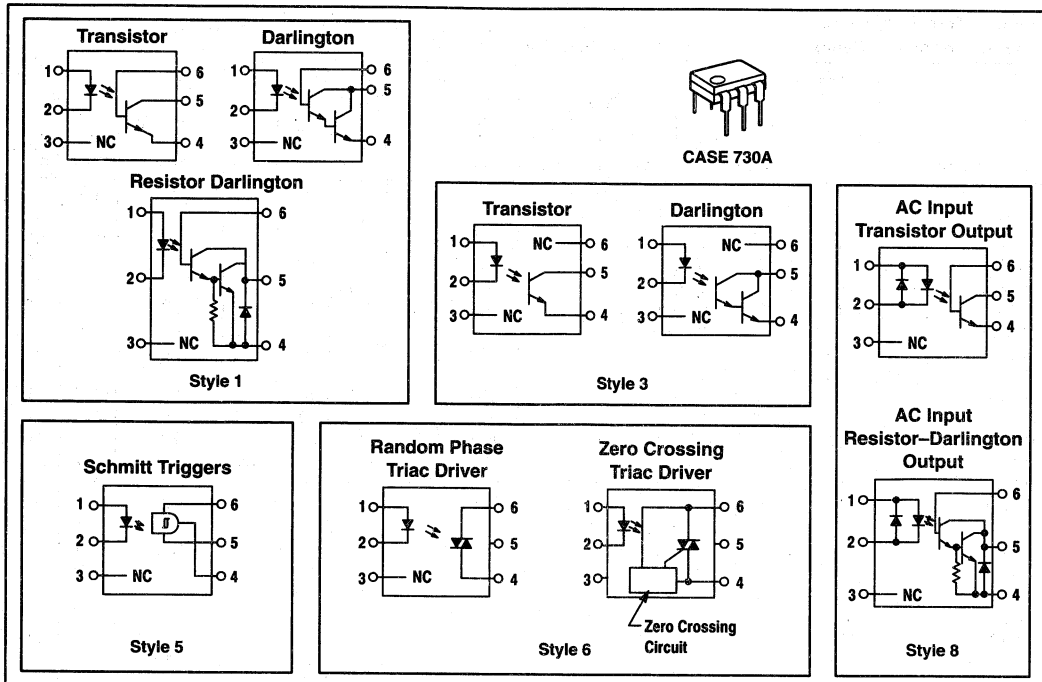 Transistor
1
2
3
NC
6
5
4
Darlington
1
2
3
NC
6
5
4
Resistor Darlington
1
2
3
NC
6
5
4
Style 1
CASE 730A
Transistor
1
2
3
NC
NC
6
5
4
Darlington
1
2
3
NC
NC
6
5
4
Style 3
AC Input
Transistor Output
1
2
3
NC
6
5
4
AC Input
Resistor–Darlington
Output
1
2
3
NC
6
5
4
Style 8
Schmitt Triggers
1
2
3
NC
6
5
4
Style 5
Random Phase
Triac Driver
1
2
3
NC
6
5
4
Zero Crossing
Triac Driver
1
2
3
6
5
4
Zero Crossing
Circuit
Style 6